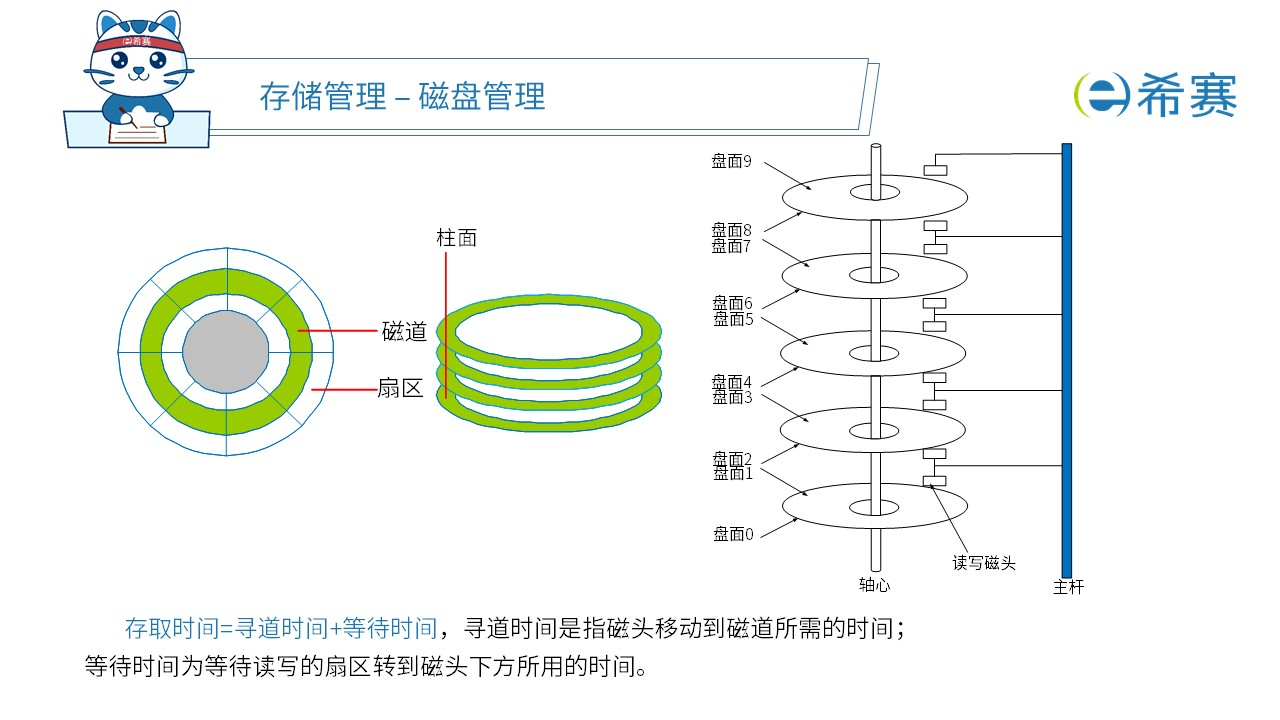 希赛
存储管理 – 磁盘管理
希赛
柱面
磁道
扇区
盘面9
盘面8
盘面7
盘面6
盘面5
盘面4
盘面3
盘面2
盘面1
盘面0
读写磁头
轴心
主杆
存取时间=寻道时间+等待时间，寻道时间是指磁头移动到磁道所需的时间；
等待时间为等待读写的扇区转到磁头下方所用的时间。